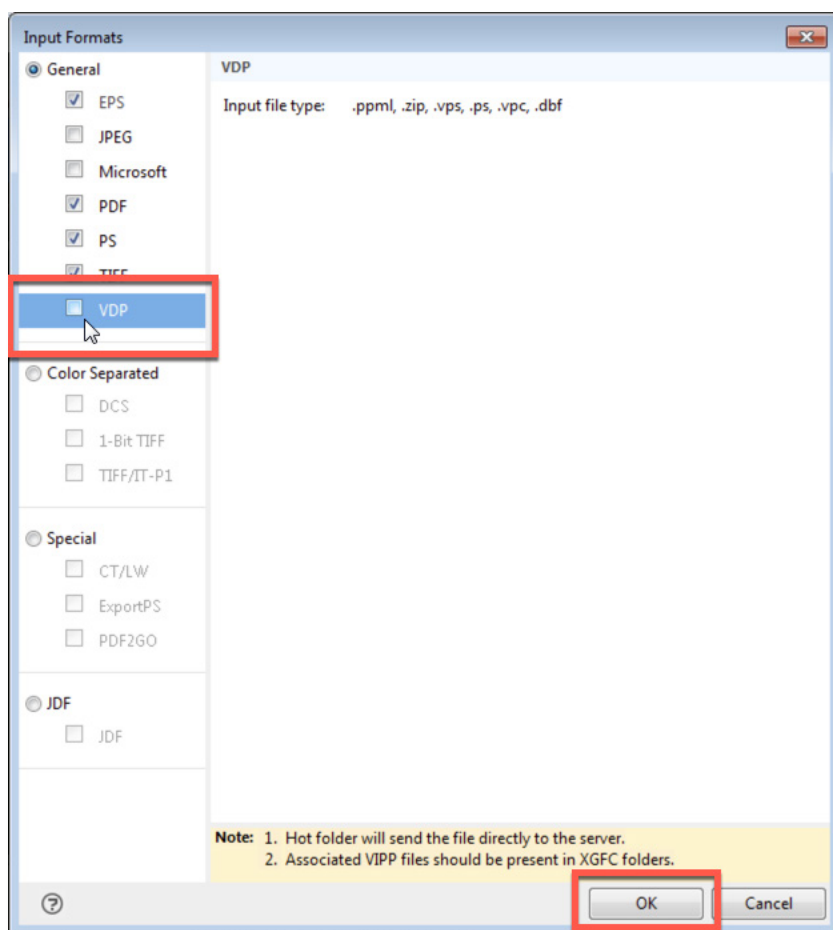 Input Formats
General
EPS
JPEG
Microsoft
PDF
PS
TIFF
VDP
Color Separated
DCS
1-Bit TIFF
TIFF/IT-P1
Special
CT/LW
ExportPS
PDF2GO
JDF
JDF
VDP
Input file type: .ppml, .zip, .vps, .ps, .vpc, .dbf
Note: 1. Hot folder will send the file directly to the server.
2. Associated VIPP files should be present in XGFC folders.
?
OK
Cancel